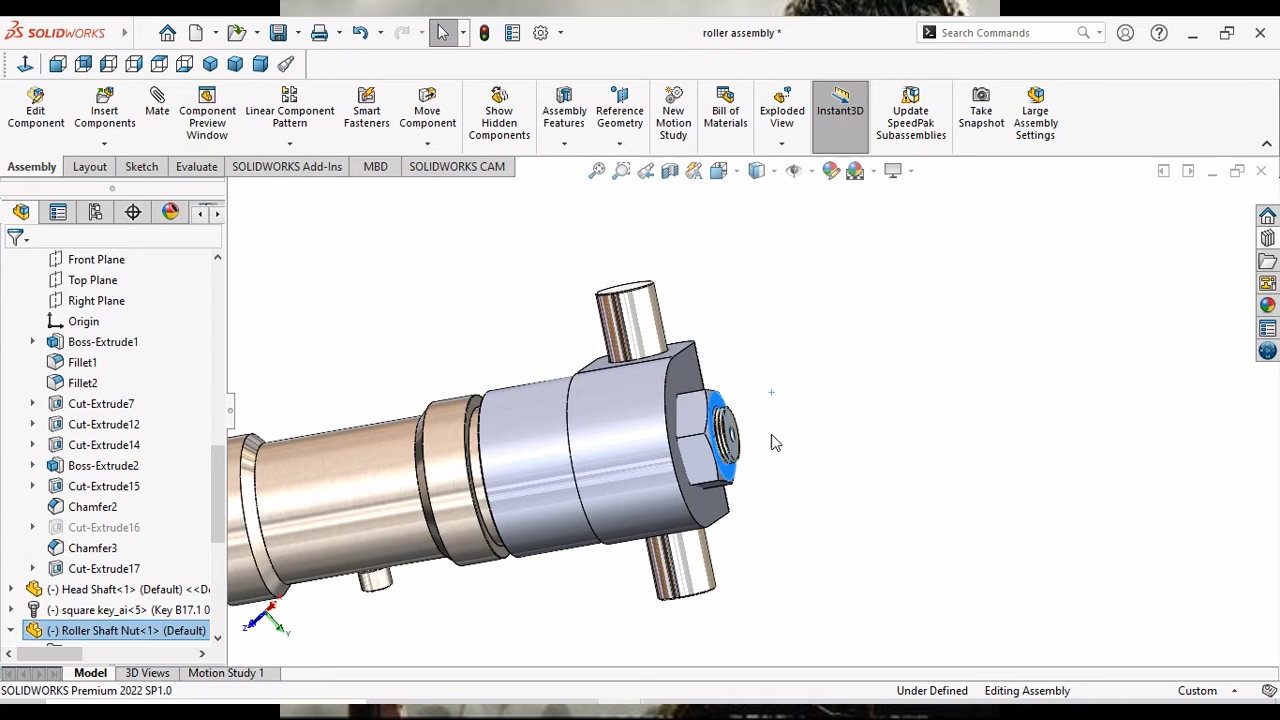 SOLIDWORKS
roller assembly *
Search Commands
Edit Component
Insert Components
Mate
Component Preview Window
Linear Component Pattern
Smart Fasteners
Move Component
Show Hidden Components
Assembly Features
Reference Geometry
New Motion Study
Bill of Materials
Exploded View
Instant3D
Update SpeedPak Subassemblies
Take Snapshot
Large Assembly Settings
Assembly
Layout
Sketch
Evaluate
SOLIDWORKS Add-Ins
MBD
SOLIDWORKS CAM
Front Plane
Top Plane
Right Plane
Origin
Boss-Extrude1
Fillet1
Fillet2
Cut-Extrude7
Cut-Extrude12
Cut-Extrude14
Boss-Extrude2
Cut-Extrude15
Chamfer2
Cut-Extrude16
Chamfer3
Cut-Extrude17
(-) Head Shaft<1> (Default) <<D
(-) square key_ai<5> (Key B17.1 0
(-) Roller Shaft Nut<1> (Default)
Z
Y
Model
3D Views
Motion Study 1
SOLIDWORKS Premium 2022 SP1.0
Under Defined
Editing Assembly
Custom